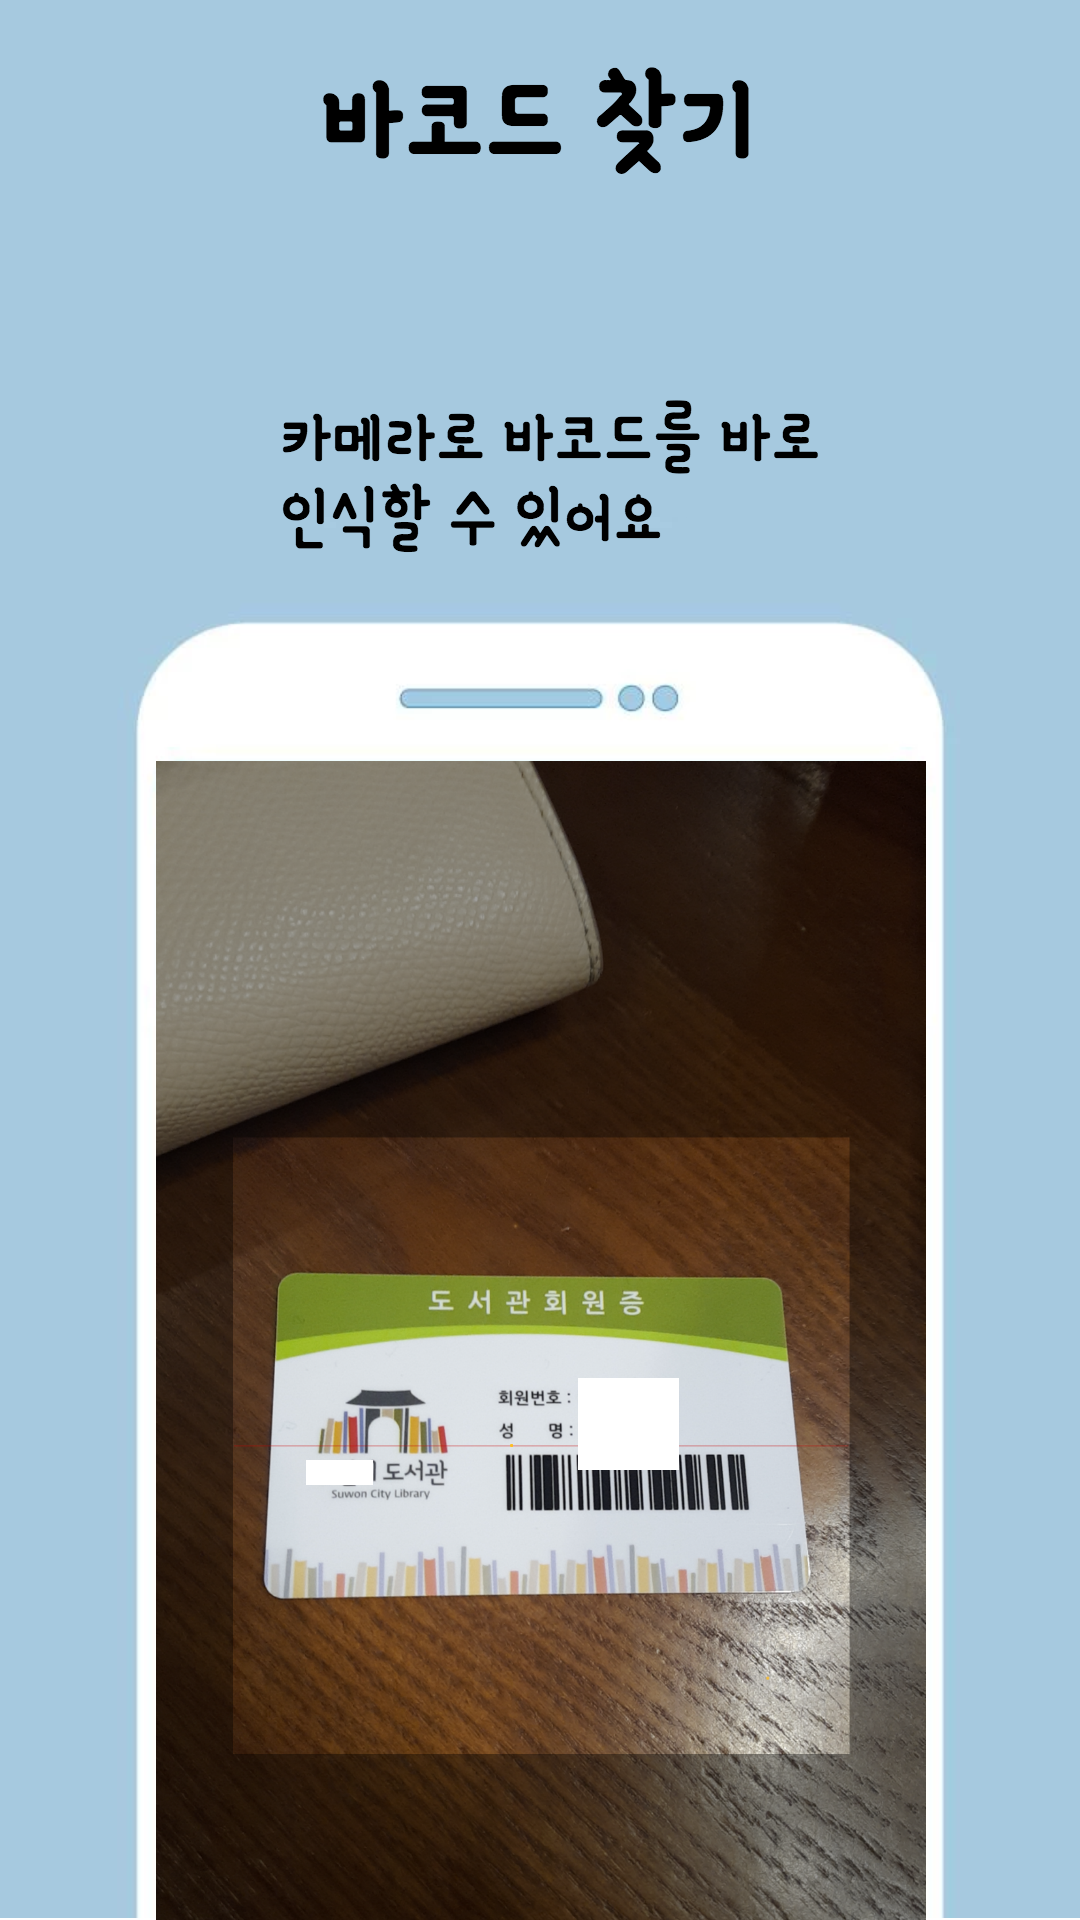 바코드 찾기
카메라로 바코드를 바로
인식할 수 있어요
도서관회원증
회원번호 :
성 명 :
도서관
Suwon City Library